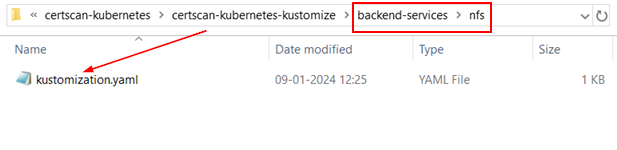 « certscan-kubernetes > certscan-kubernetes-kustomize > backend-services > nfs
Name Date modified Type Size
kustomization.yaml 09-01-2024 12:25 YAML File 1 KB